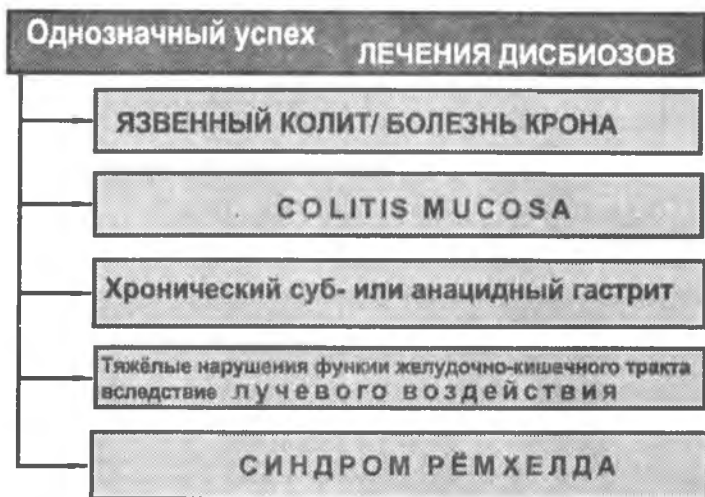 Однозначный успех
ЛЕЧЕНИЯ ДИСБИОЗОВ
ЯЗВЕННЫЙ КОЛИТ/ БОЛЕЗНЬ КРОНА
COLITIS MUCOSA
Хронический суб- или анацидный гастрит
Тяжёлые нарушения функии желудочно-кишечного тракта
вследствие лучевого воздействия
СИНДРОМ РЁМХЕЛДА